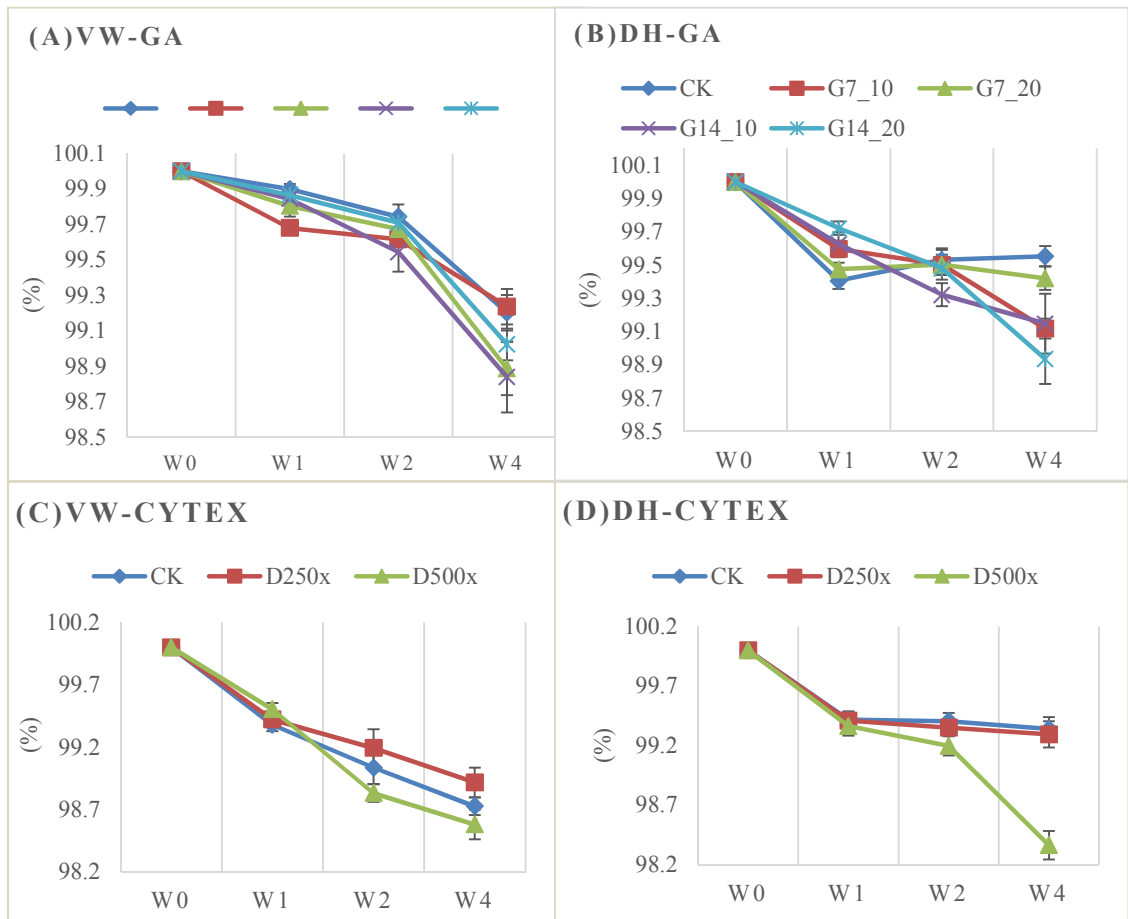 (A)VW-GA
100.1
99.9
99.7
99.5
99.3
99.1
98.9
98.7
98.5
(%)
W0 W1 W2 W4
(B)DH-GA
CK G7_10 G7_20
G14_10 G14_20
100.1
99.9
99.7
99.5
99.3
99.1
98.9
98.7
98.5
(%)
W0 W1 W2 W4
(C)VW-CYTEX
CK D250x D500x
100.2
99.7
99.2
98.7
98.2
(%)
W0 W1 W2 W4
(D)DH-CYTEX
CK D250x D500x
100.2
99.7
99.2
98.7
98.2
(%)
W0 W1 W2 W4